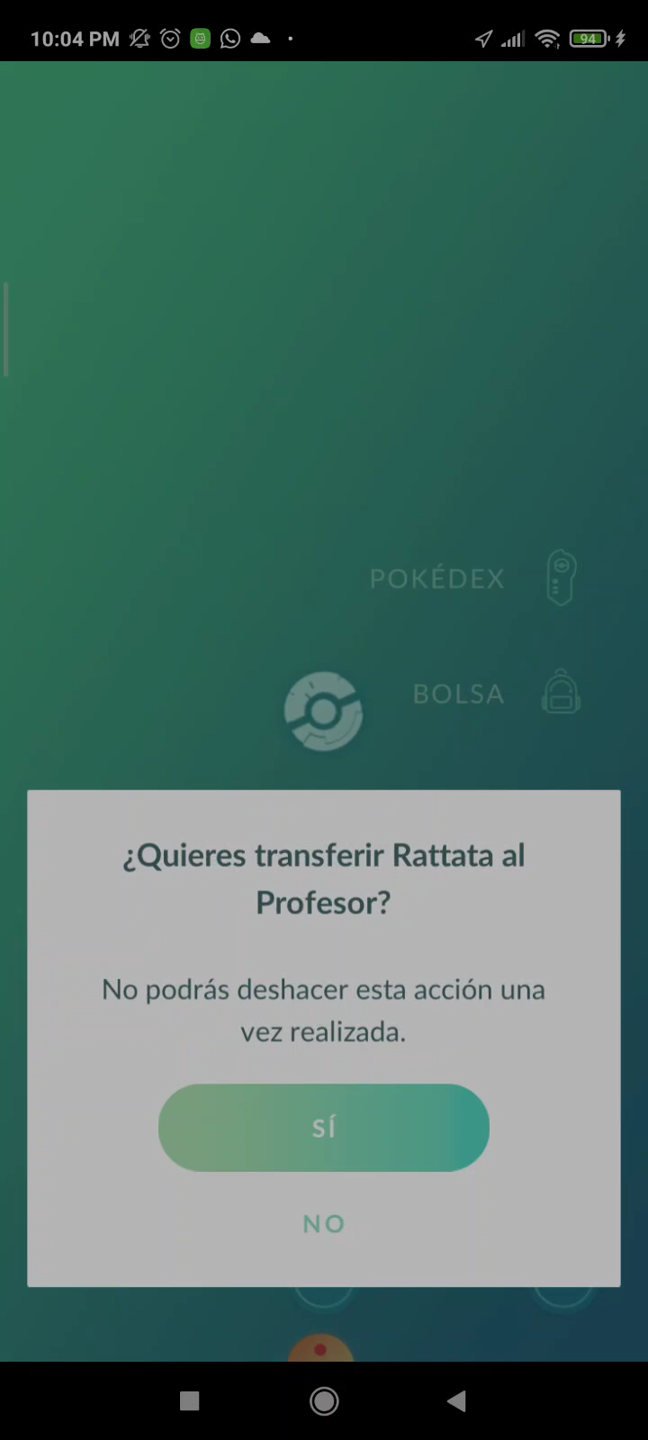 10:04 PM
94
POKÉDEX
BOLSA
¿Quieres transferir Rattata al
Profesor?
No podrás deshacer esta acción una
vez realizada.
SÍ
NO